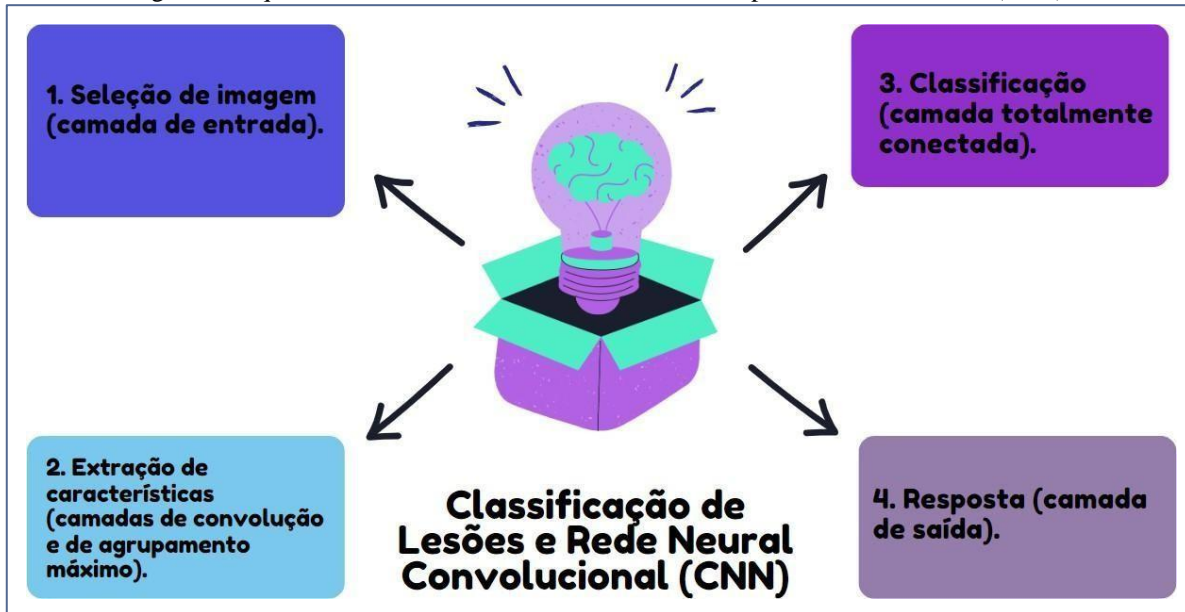 1. Seleção de imagem
(camada de entrada).
2. Extração de
características
(camadas de convolução
e de agrupamento
máximo).
3. Classificação
(camada totalmente
conectada).
4. Resposta (camada
de saída).
Classificação de
Lesões e Rede Neural
Convolucional (CNN)